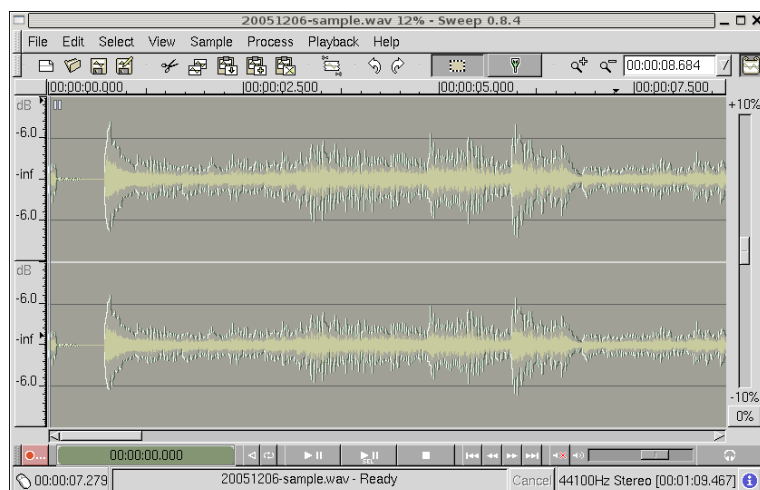 20051206-sample.wav 12% - Sweep 0.8.4
File Edit Select View Sample Process Playback Help
00:00:08.684
00:00:00.000 00:00:02.500 00:00:05.000 00:00:07.500
dB
-6.0
-inf
-6.0
dB
-6.0
-inf
-6.0
+10%
-10%
0%
00:00:00.000
SEL
00:00:07.279 20051206-sample.wav - Ready Cancel 44100Hz Stereo [00:01:09.467]